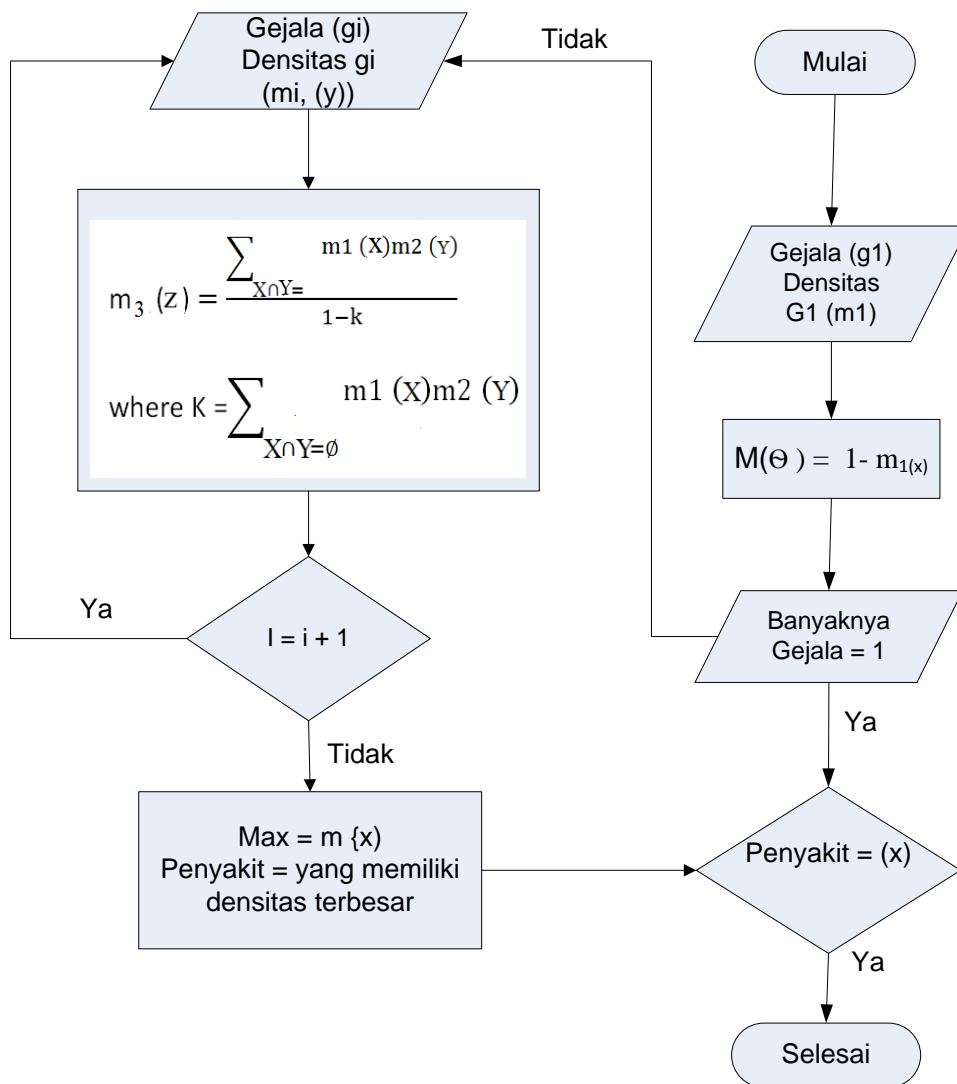 Mulai
Gejala (g1)
Densitas
G1 (m1)
M(Θ ) = 1- m1(x)
Banyaknya
Gejala = 1
Tidak
Ya
Gejala (gi)
Densitas gi
(mi, (y))
m3 (z) = ∑X∩Y= m1 (X)m2 (Y)
1−k
where K = ∑X∩Y=∅ m1 (X)m2 (Y)
I = i + 1
Ya
Tidak
Max = m {x)
Penyakit = yang memiliki
densitas terbesar
Penyakit = (x)
Ya
Selesai